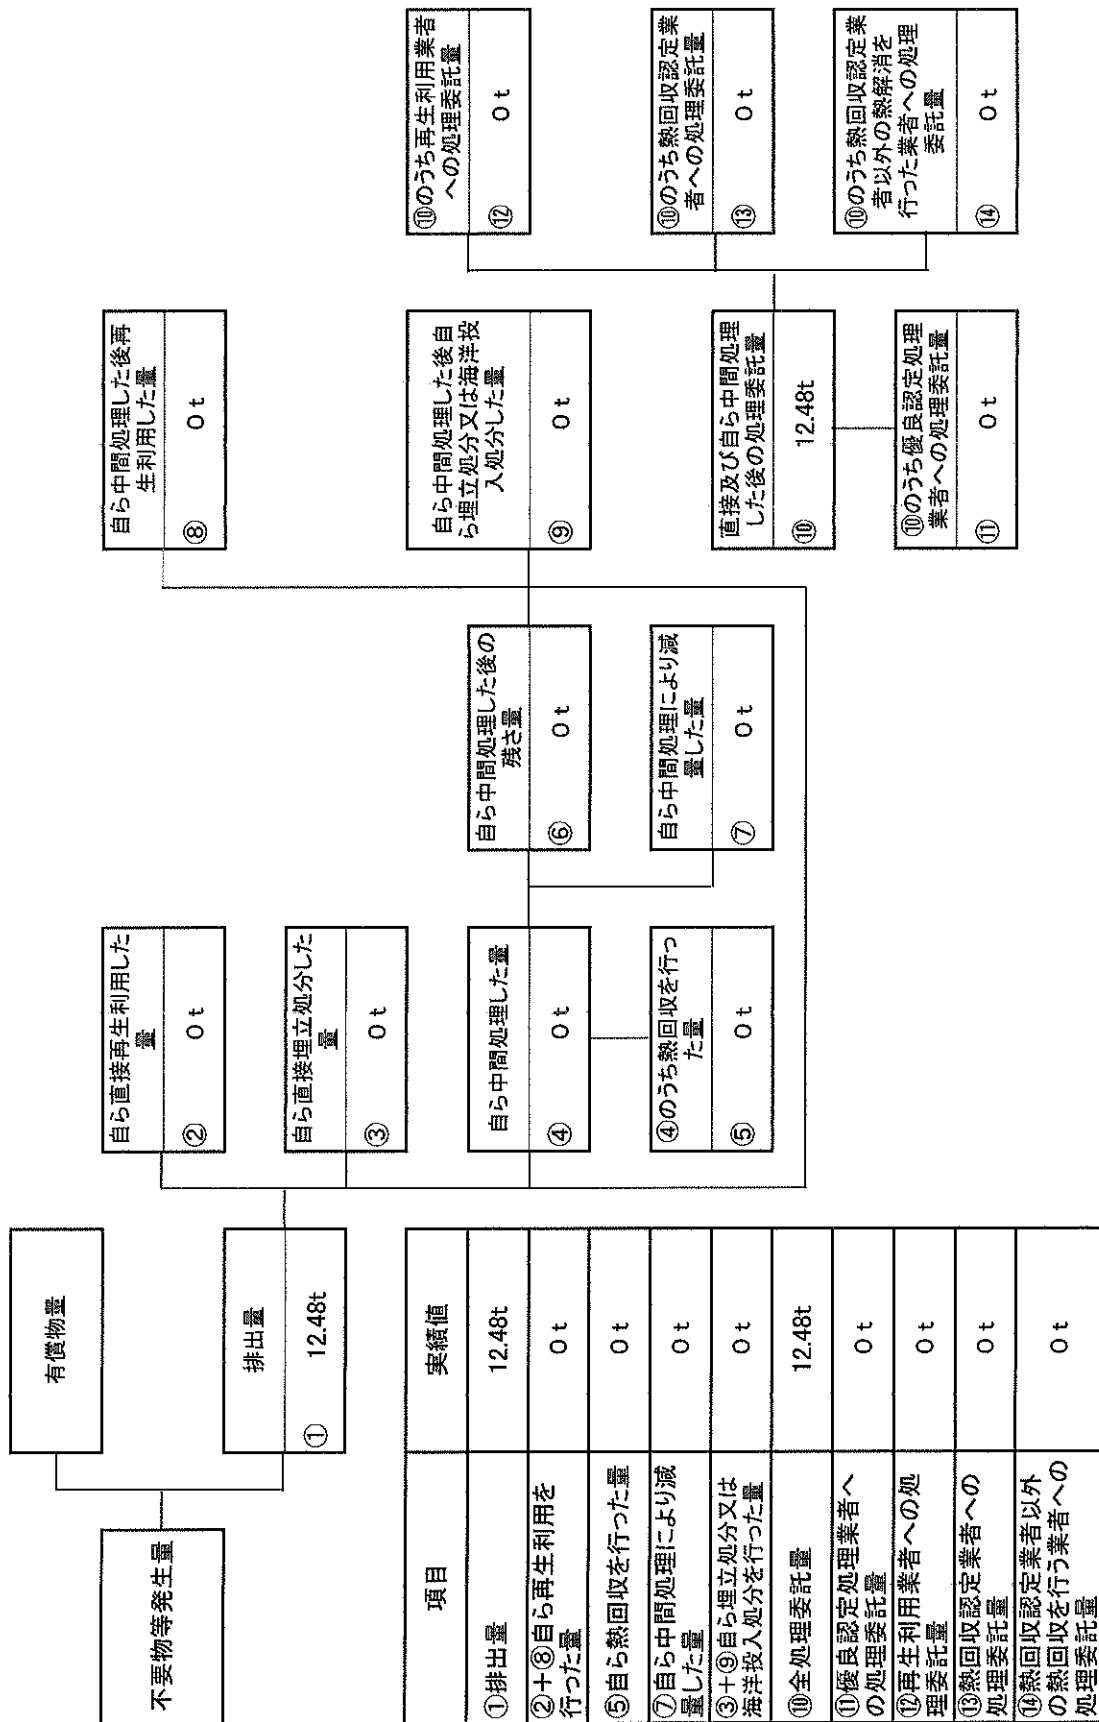 不要物等発生量
有償物量
排出量
① 12.48t
自ら直接再生利用した
量
② 0 t
自ら直接埋立処分した
量
③ 0 t
自ら中間処理した量
④ 0 t
④のうち熱回収を行っ
た量
⑤ 0 t
自ら中間処理した後の
残さ量
⑥ 0 t
自ら中間処理により減
量した量
⑦ 0 t
自ら中間処理した後再
生利用した量
⑧ 0 t
自ら中間処理した後自
ら埋立処分又は海洋投
入処分した量
⑨ 0 t
直接及び自ら中間処理
した後の処理委託量
⑩ 12.48t
⑩のうち優良認定処理
業者への処理委託量
⑪ 0 t
⑩のうち再生利用業者
への処理委託量
⑫ 0 t
⑩のうち熱回収認定業
者への処理委託量
⑬ 0 t
⑩のうち熱回収認定業
者以外の熱解消を
行った業者への処理
委託量
⑭ 0 t
項目 実績値
①排出量 12.48t
②+⑧自ら再生利用を
行った量 0 t
⑤自ら熱回収を行った量 0 t
⑦自ら中間処理により減
量した量 0 t
③+⑨自ら埋立処分又は
海洋投入処分を行った量 0 t
⑩全処理委託量 12.48t
⑪優良認定処理業者へ
の処理委託量 0 t
⑫再生利用業者への処
理委託量 0 t
⑬熱回収認定業者への
処理委託量 0 t
⑭熱回収認定業者以外
の熱回収を行う業者への
処理委託量 0 t